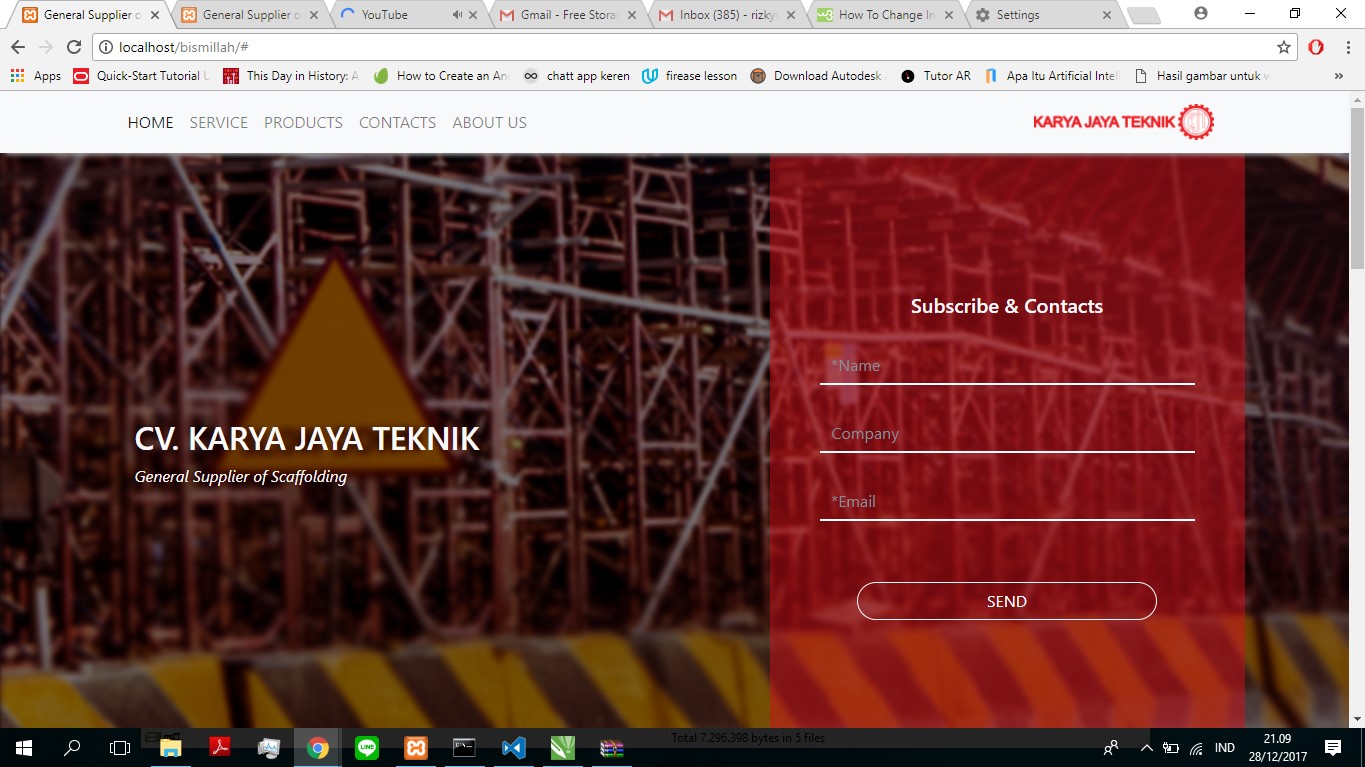 General Supplier o
General Supplier o
YouTube
Gmail - Free Storag
Inbox (385) - rizky
How To Change In
Settings
localhost/bismillah/#
Apps
Quick-Start Tutorial U
This Day in History: A
How to Create an An
chatt app keren
firease lesson
Download Autodesk
Tutor AR
Apa Itu Artificial Intel
Hasil gambar untuk w
»
HOME SERVICE PRODUCTS CONTACTS ABOUT US
KARYA JAYA TEKNIK
CV. KARYA JAYA TEKNIK
General Supplier of Scaffolding
Subscribe & Contacts
*Name
Company
*Email
SEND
LINE
Total 7.296.398 bytes in 5 files
IND
21.09
28/12/2017